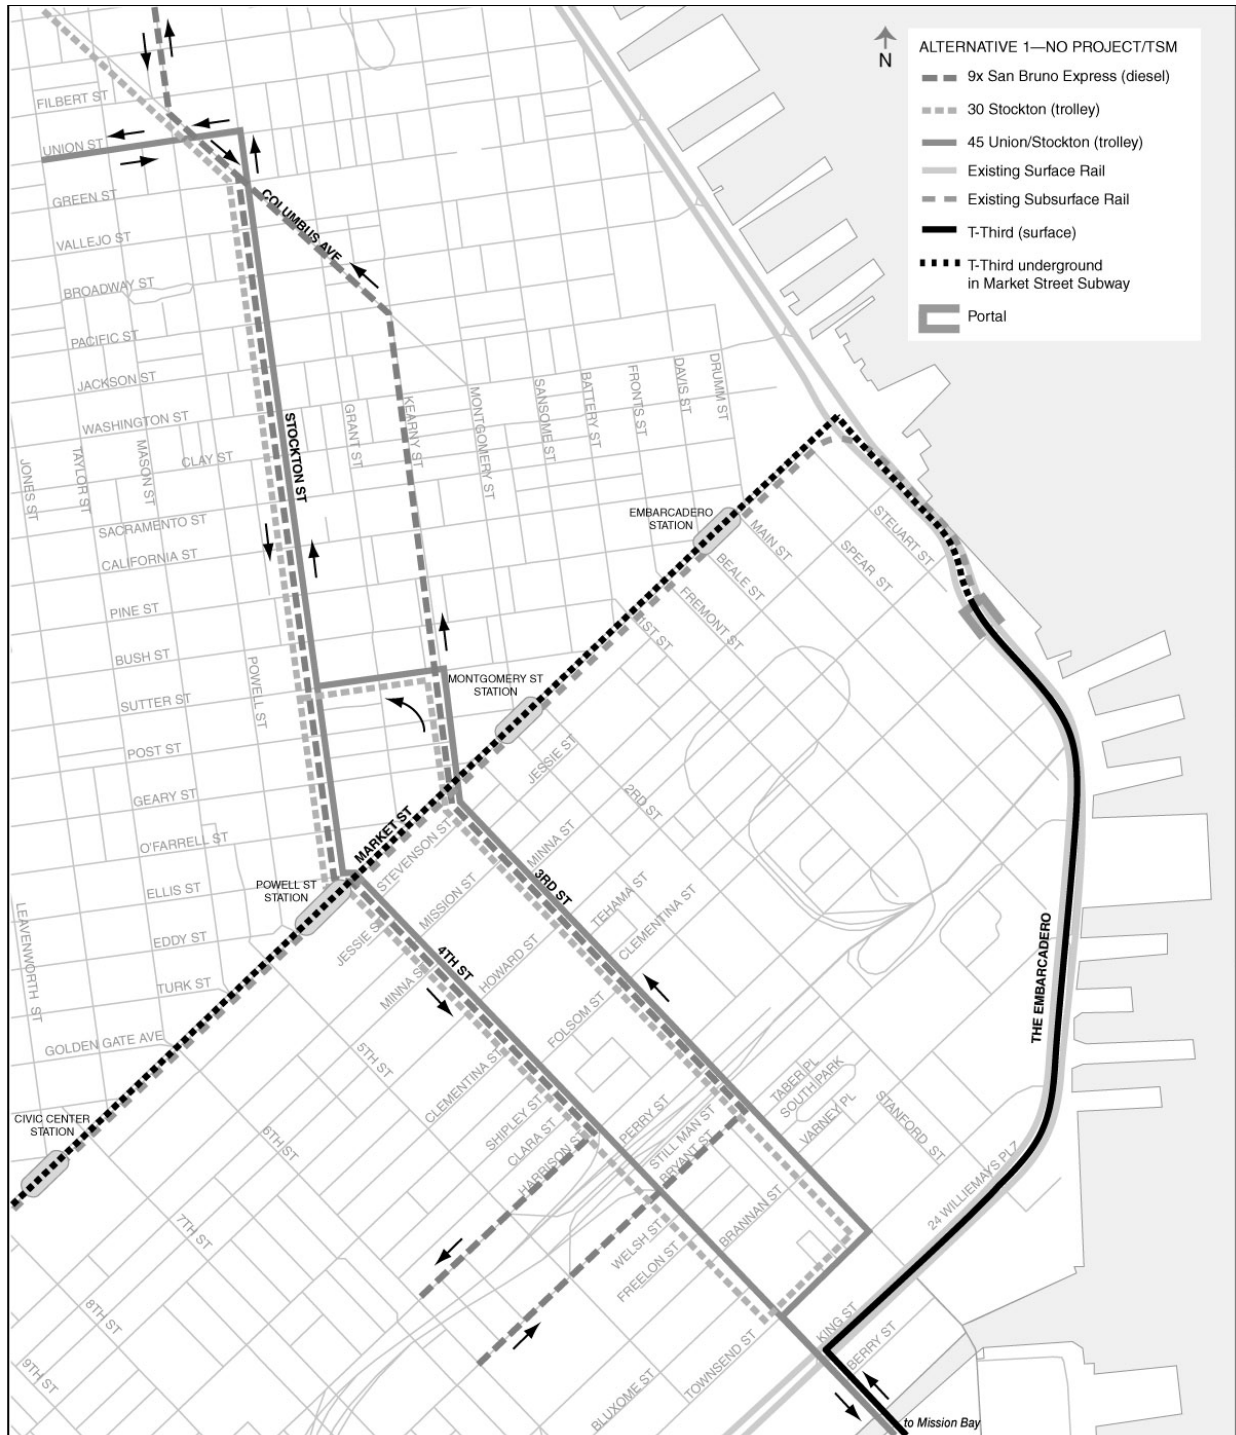 ALTERNATIVE 1—NO PROJECT/TSM
N
9x San Bruno Express (diesel)
30 Stockton (trolley)
45 Union/Stockton (trolley)
Existing Surface Rail
Existing Subsurface Rail
T-Third (surface)
T-Third underground
in Market Street Subway
Portal
FILBERT ST
UNION ST
GREEN ST
VALLEJO ST
BROADWAY ST
PACIFIC ST
JACKSON ST
WASHINGTON ST
CLAY ST
SACRAMENTO ST
CALIFORNIA ST
PINE ST
BUSH ST
SUTTER ST
POST ST
GEARY ST
O'FARRELL ST
ELLIS ST
EDDY ST
TURK ST
GOLDEN GATE AVE
COLUMBUS AVE
JONES ST
TAYLOR ST
MASON ST
POWELL ST
STOCKTON ST
GRANT ST
KEARNY ST
MONTGOMERY ST
SANSOME ST
BATTERY ST
FRONTS ST
DAVIS ST
DRUMM ST
LEAVENWORTH ST
EMBARCADERO
STATION
MONTGOMERY ST
STATION
POWELL ST
STATION
CIVIC CENTER
STATION
MARKET ST
STEUART ST
SPEAR ST
MAIN ST
BEALE ST
FREMONT ST
1ST ST
2RD ST
3RD ST
4TH ST
5TH ST
6TH ST
7TH ST
8TH ST
9TH ST
JESSIE ST
STEVENSON ST
MINNA ST
MISSION ST
TEHAMA ST
CLEMENTINA ST
HOWARD ST
JESSIE ST
MINNA ST
FOLSOM ST
CLEMENTINA ST
SHIPLEY ST
CLARA ST
HARRISON ST
PERRY ST
STILL MAN ST
BRYANT ST
TABER PL
SOUTH PARK
VARNEY PL
STANFORD ST
24 WILLIEMAYS PLZ
THE EMBARCADERO
WELSH ST
FREELON ST
BRANNAN ST
BLUXOME ST
TOWNSEND ST
KING ST
BERRY ST
to Mission Bay